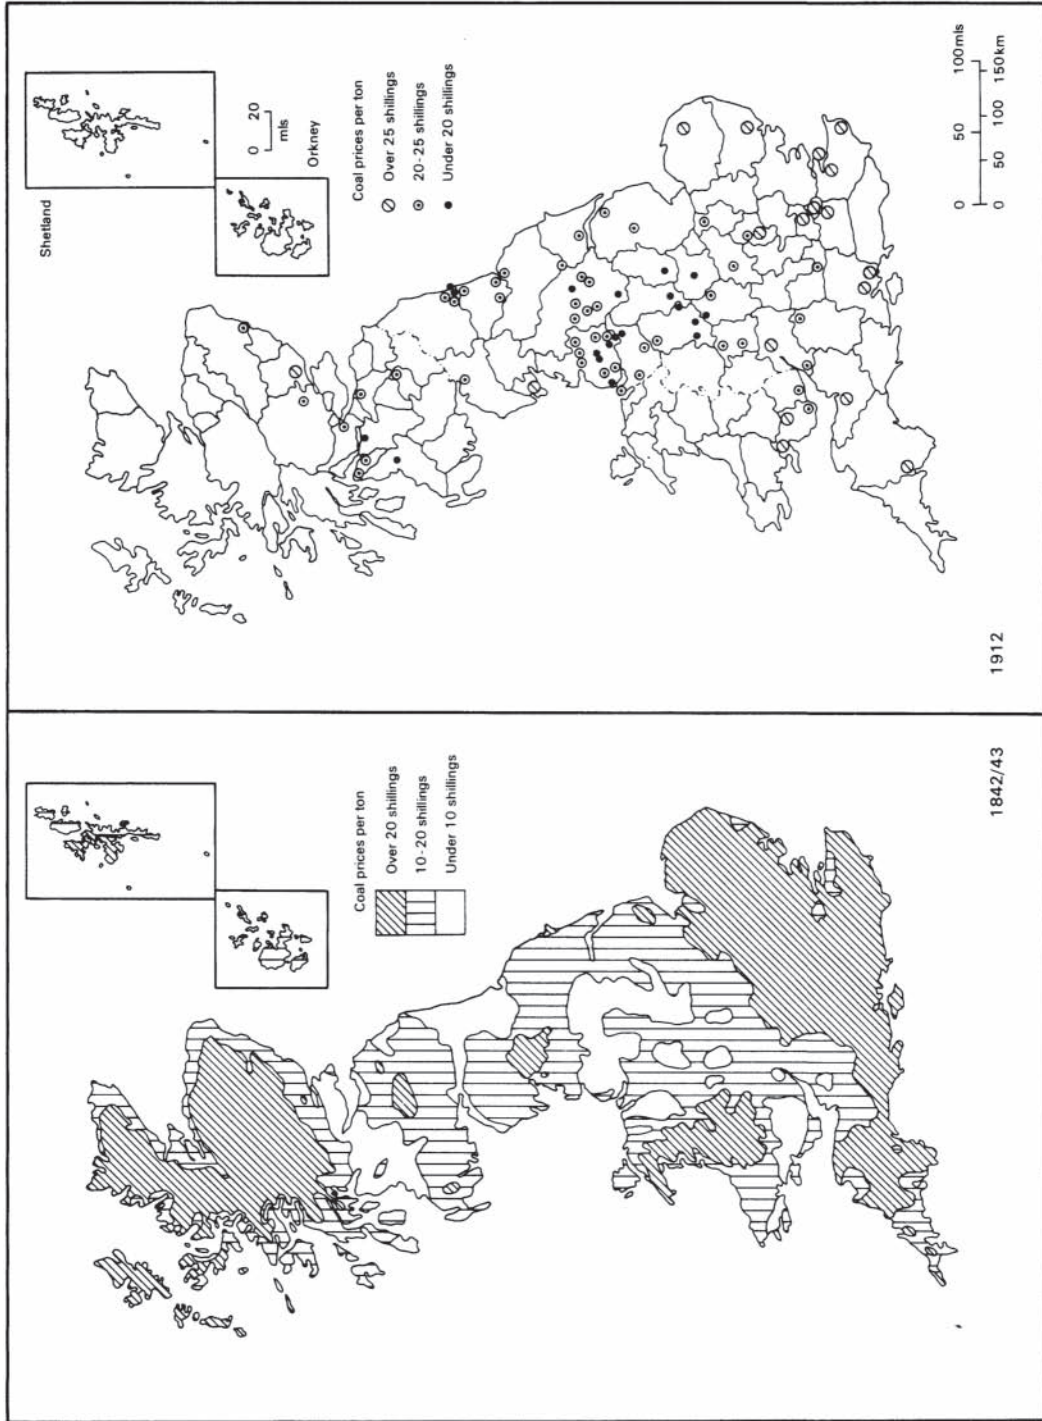 Shetland
0 20
mls
Orkney
Coal prices per ton
Over 25 shillings
20-25 shillings
Under 20 shillings
0 50 100mls
0 50 100 150km
1912
Coal prices per ton
Over 20 shillings
10-20 shillings
Under 10 shillings
1842/43